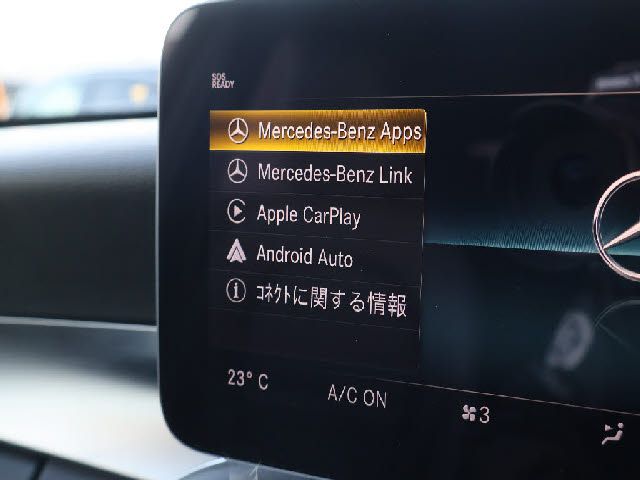 SOS
READY
Mercedes-Benz Apps
Mercedes-Benz Link
Apple CarPlay
Android Auto
ｺﾈｸﾄに関する情報
23° C
A/C ON
3